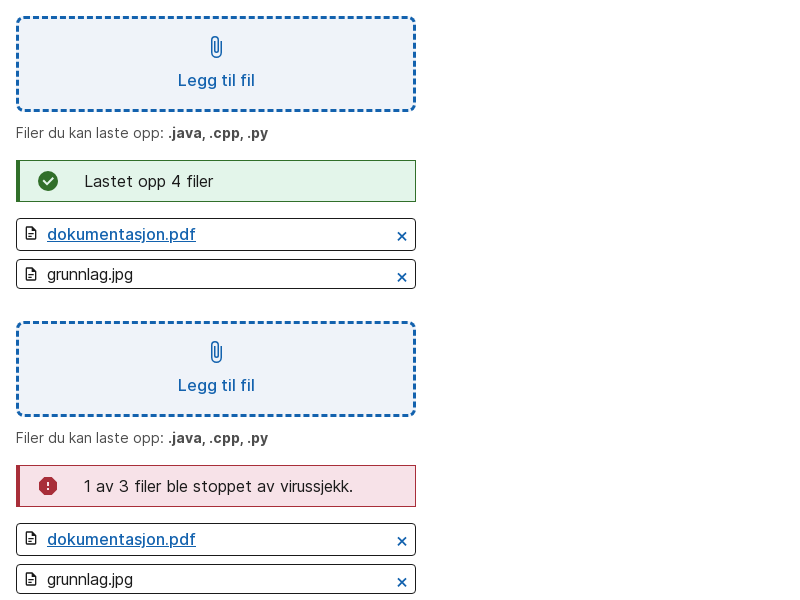 Legg til fil
Filer du kan laste opp: .java, .cpp, .py
Lastet opp 4 filer
dokumentasjon.pdf
grunnlag.jpg
Legg til fil
Filer du kan laste opp: .java, .cpp, .py
1 av 3 filer ble stoppet av virussjekk.
dokumentasjon.pdf
grunnlag.jpg